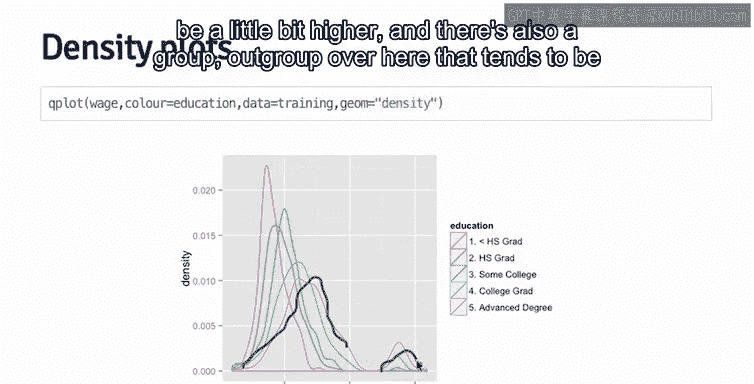 be a little bit higher, and there's also a
Density plots
group, outgroup over here that tends to be
qplot(wage,colour=education,data=training,geom="density")
0.020
education
1. < HS Grad
0.015
2. HS Grad
density
3. Some College
0.010
4. College Grad
5. Advanced Degree
0.005
0.000